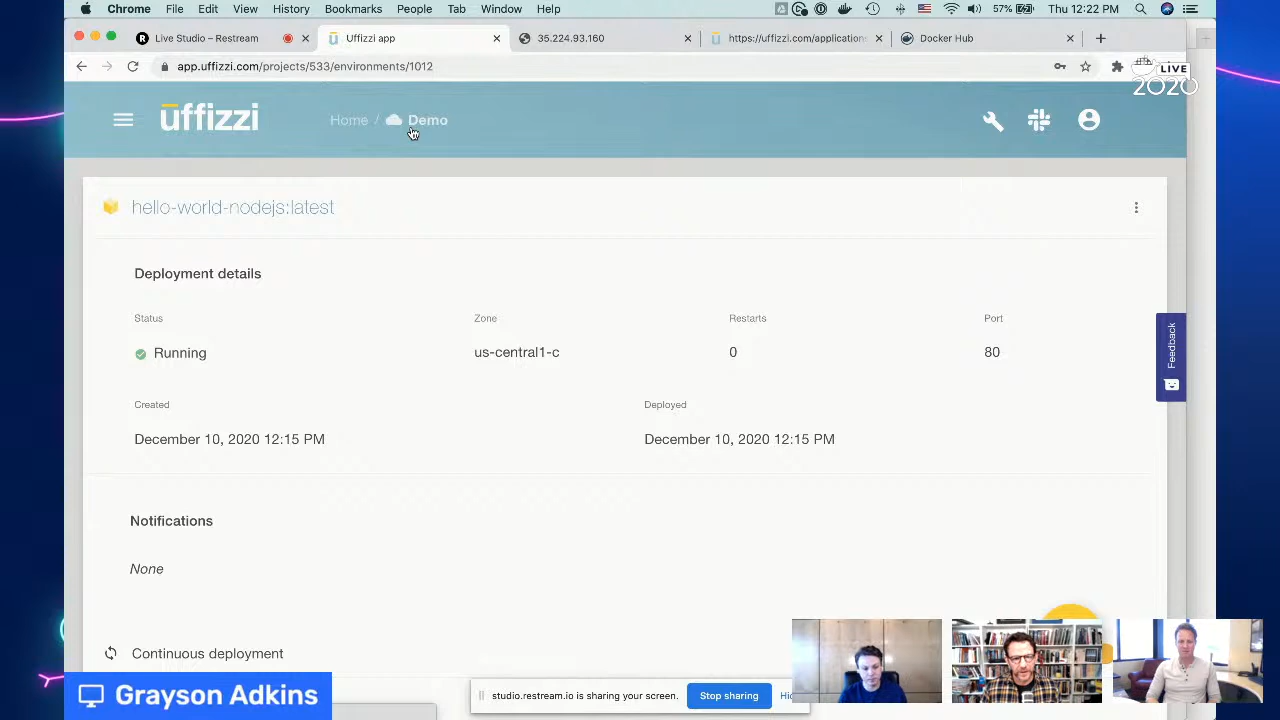 Chrome File Edit View History Bookmarks People Tab Window Help 57% Thu 12:22 PM
Live Studio – Restream Uffizzi app 35.224.93.160 https://uffizzi.com/application Docker Hub
app.uffizzi.com/projects/533/environments/1012
LIVE
2020
uffizzi Home / Demo
hello-world-nodejs:latest
Deployment details
Status Zone Restarts Port
Running us-central1-c 0 80
Feedback
Created Deployed
December 10, 2020 12:15 PM December 10, 2020 12:15 PM
Notifications
None
Continuous deployment
Grayson Adkins
studio.restream.io is sharing your screen. Stop sharing Hid